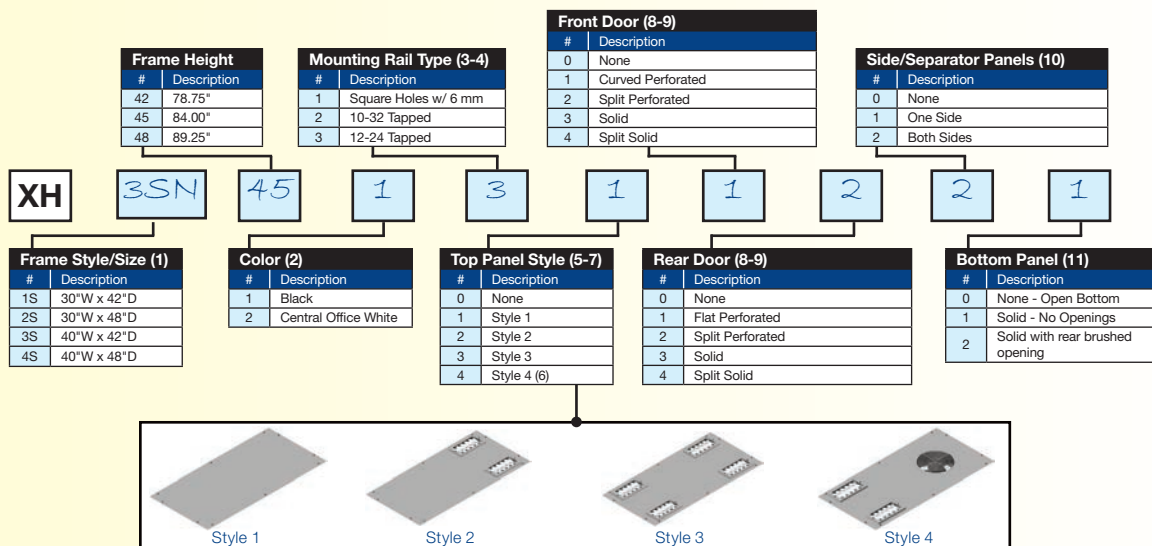 Front Door (8-9)
# Description
0 None
1 Curved Perforated
2 Split Perforated
3 Solid
4 Split Solid
Frame Height
# Description
42 78.75"
45 84.00"
48 89.25"
Mounting Rail Type (3-4)
# Description
1 Square Holes w/ 6 mm
2 10-32 Tapped
3 12-24 Tapped
Side/Separator Panels (10)
# Description
0 None
1 One Side
2 Both Sides
XH 3SN 45 1 3 1 1 2 2 1
Frame Style/Size (1)
# Description
1S 30"W x 42"D
2S 30"W x 48"D
3S 40"W x 42"D
4S 40"W x 48"D
Color (2)
# Description
1 Black
2 Central Office White
Top Panel Style (5-7)
# Description
0 None
1 Style 1
2 Style 2
3 Style 3
4 Style 4 (6)
Rear Door (8-9)
# Description
0 None
1 Flat Perforated
2 Split Perforated
3 Solid
4 Split Solid
Bottom Panel (11)
# Description
0 None - Open Bottom
1 Solid - No Openings
2 Solid with rear brushed
opening
Style 1 Style 2 Style 3 Style 4